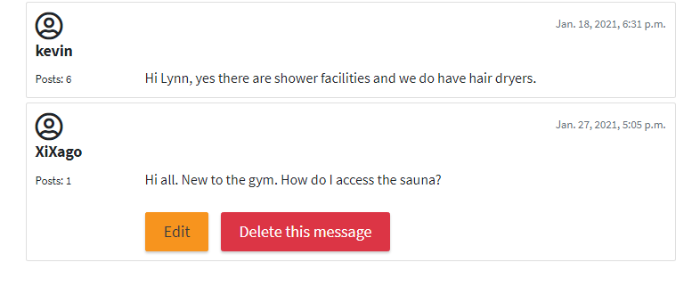 Jan. 18, 2021, 6:31 p.m.
kevin
Posts: 6
Hi Lynn, yes there are shower facilities and we do have hair dryers.
Jan. 27, 2021, 5:05 p.m.
XiXago
Posts: 1
Hi all. New to the gym. How do I access the sauna?
Edit
Delete this message